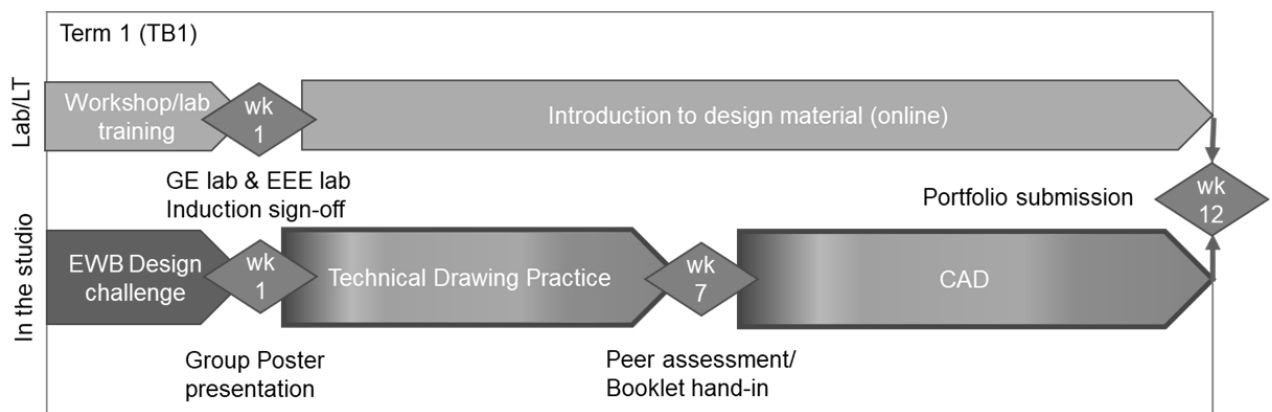 Term 1 (TB1)
Lab/LT
Workshop/lab
training
wk
1
Introduction to design material (online)
GE lab & EEE lab
Induction sign-off
Portfolio submission
wk
12
In the studio
EWB Design
challenge
wk
1
Technical Drawing Practice
wk
7
CAD
Group Poster
presentation
Peer assessment/
Booklet hand-in